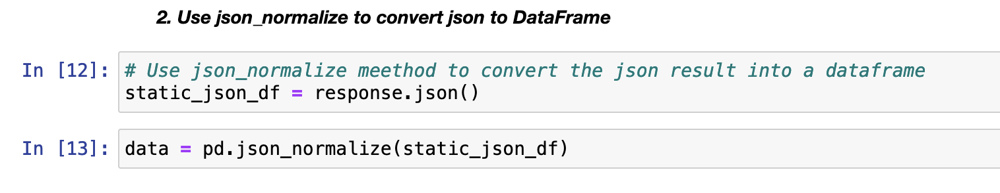 2. Use json_normalize to convert json to DataFrame
In [12]: # Use json_normalize meethod to convert the json result into a dataframe
static_json_df = response.json()
In [13]: data = pd.json_normalize(static_json_df)